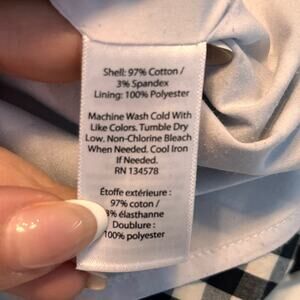 Shell: 97% Cotton /
3% Spandex
Lining: 100% Polyester
Machine Wash Cold With
Like Colors. Tumble Dry
Low. Non-Chlorine Bleach
When Needed. Cool Iron
If Needed.
RN 134578
Étoffe extérieure :
97% coton /
3% élasthanne
Doublure :
100% polyester